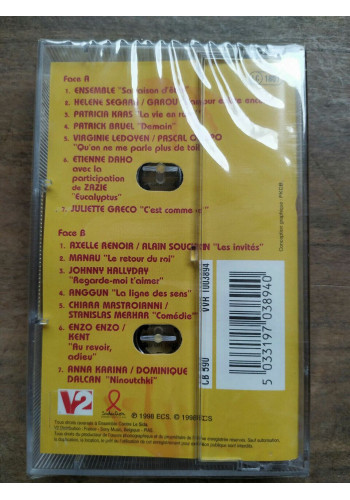 Face A
1. ENSEMBLE "Sa raison d'être"
2. HELENE SEGARA / GAROU "L'amour existe encore"
3. PATRICIA KAAS "La vie en rose"
4. PATRICK BRUEL "Demain"
5. VIRGINIE LEDOYEN / PASCAL
"Qu'on ne me parle plus de toi"
6. ETIENNE DAHO
avec la
participation
de ZAZIE
"Eucalyptus"
7. JULIETTE GRECO "C'est comme
Face B
1. AXELLE RENOIR / ALAIN SOUCHON "Les invités"
2. MANAU "Le retour du roi"
3. JOHNNY HALLYDAY
"Regarde-moi t'aimer"
4. ANGGUN "La ligne des sens"
5. CHIARA MASTROIANNI /
STANISLAS MERHAR "Comédie"
6. ENZO ENZO /
KENT
"Au revoir,
adieu"
7. ANNA KARINA / DOMINIQUE
DALCAN "Ninoutchki"
VVR 1003894
CB 590
5 033197 038940
V2
© 1998 ECS. ℗ 1998 ECS.